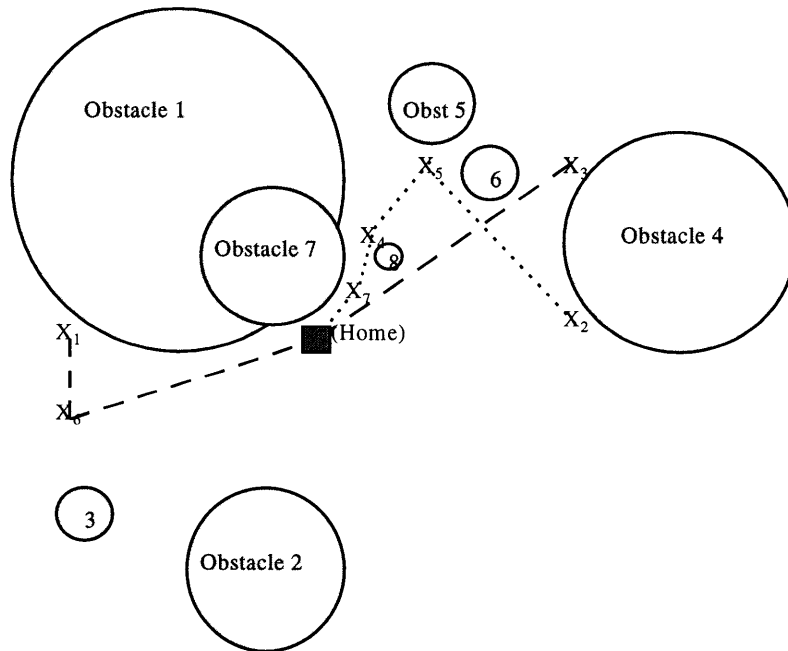 Obstacle 1
Obst 5
X₅
6
X₃
X₄
Obstacle 7
8
Obstacle 4
X₇
X₁
(Home)
X₂
X₆
3
Obstacle 2